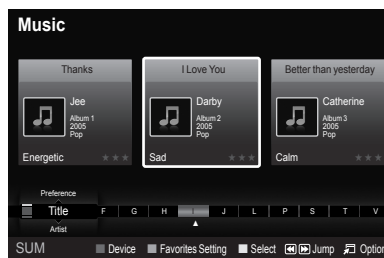 Music
Thanks
Jee
Album 1
2005
Pop
Energetic
I Love You
Darby
Album 2
2005
Pop
Sad
Better than yesterday
Catherine
Album 3
2005
Pop
Calm
Preference
Title F G H I J L P S T V
Artist
SUM Device Favorites Setting Select Jump Option